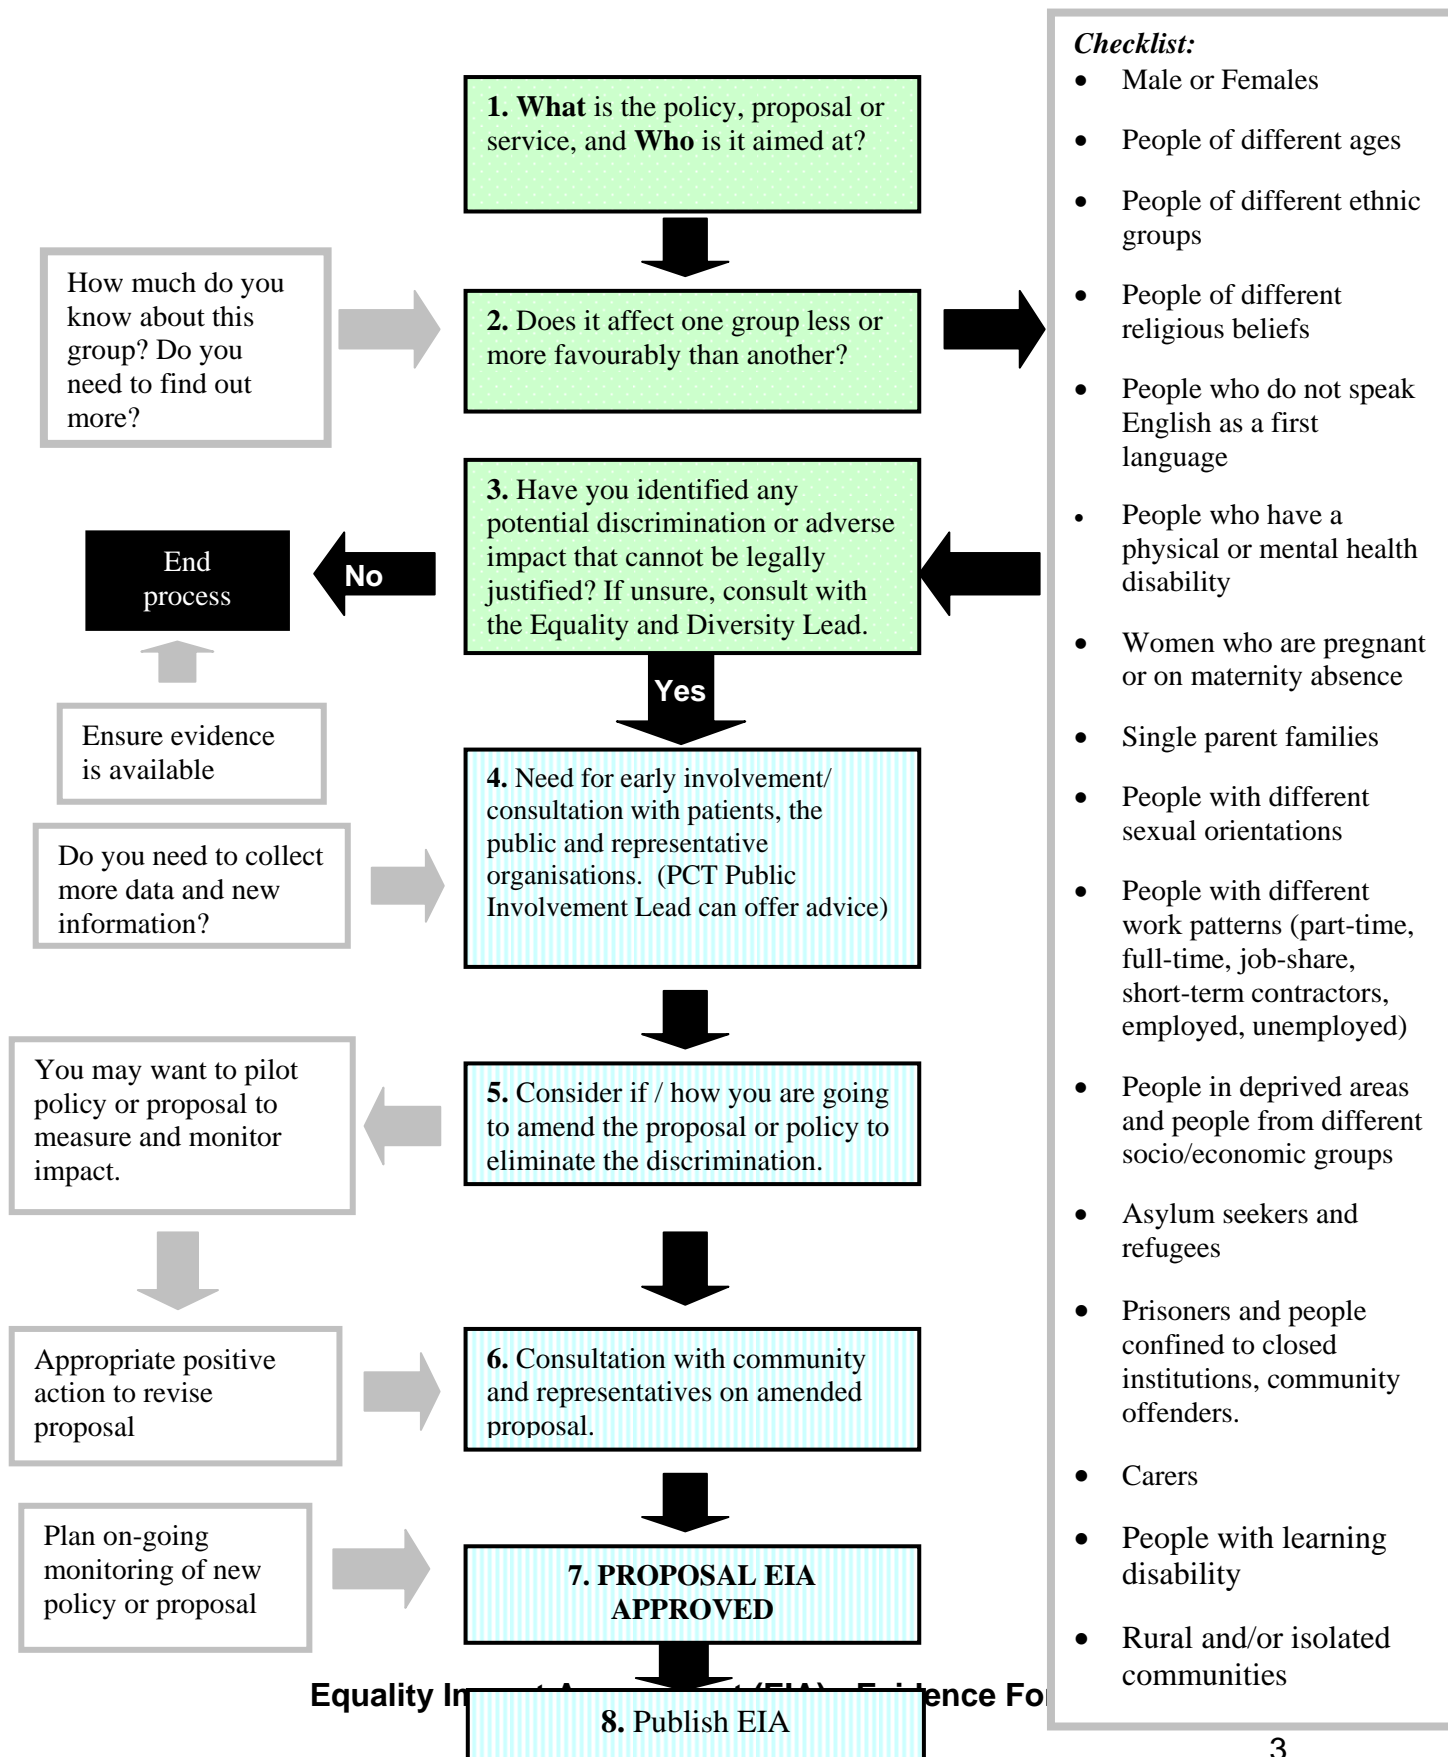 1. What is the policy, proposal or
service, and Who is it aimed at?
How much do you
know about this
group? Do you
need to find out
more?
2. Does it affect one group less or
more favourably than another?
Checklist:
• Male or Females
• People of different ages
• People of different ethnic
groups
• People of different
religious beliefs
• People who do not speak
English as a first
language
• People who have a
physical or mental health
disability
• Women who are pregnant
or on maternity absence
• Single parent families
• People with different
sexual orientations
• People with different
work patterns (part-time,
full-time, job-share,
short-term contractors,
employed, unemployed)
• People in deprived areas
and people from different
socio/economic groups
• Asylum seekers and
refugees
• Prisoners and people
confined to closed
institutions, community
offenders.
• Carers
• People with learning
disability
• Rural and/or isolated
communities
3. Have you identified any
potential discrimination or adverse
impact that cannot be legally
justified? If unsure, consult with
the Equality and Diversity Lead.
No
End
process
Ensure evidence
is available
Yes
Do you need to collect
more data and new
information?
4. Need for early involvement/
consultation with patients, the
public and representative
organisations. (PCT Public
Involvement Lead can offer advice)
5. Consider if / how you are going
to amend the proposal or policy to
eliminate the discrimination.
You may want to pilot
policy or proposal to
measure and monitor
impact.
Appropriate positive
action to revise
proposal
6. Consultation with community
and representatives on amended
proposal.
Plan on-going
monitoring of new
policy or proposal
7. PROPOSAL EIA
APPROVED
Equality
8. Publish EIA
3